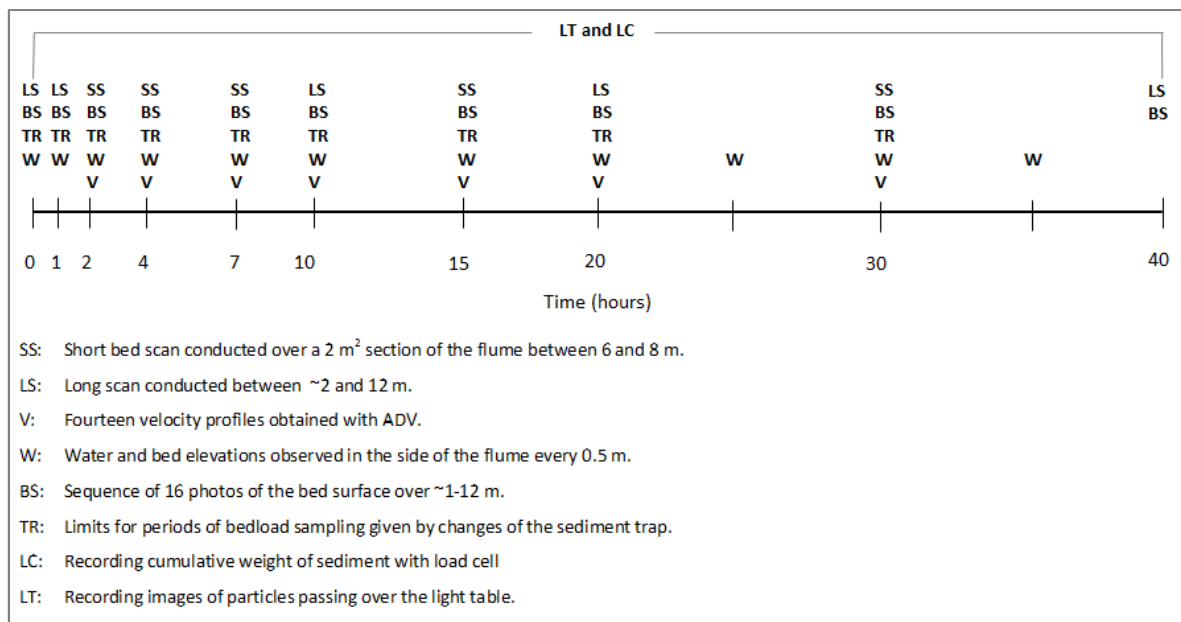 LT and LC
LS LS SS SS SS LS SS LS SS LS
BS BS BS BS BS BS BS BS BS BS
TR TR TR TR TR TR TR TR TR
W W W W W W W W W W W
V V V V V V V
0 1 2 4 7 10 15 20 30 40
Time (hours)
SS: Short bed scan conducted over a 2 m² section of the flume between 6 and 8 m.
LS: Long scan conducted between ~2 and 12 m.
V: Fourteen velocity profiles obtained with ADV.
W: Water and bed elevations observed in the side of the flume every 0.5 m.
BS: Sequence of 16 photos of the bed surface over ~1-12 m.
TR: Limits for periods of bedload sampling given by changes of the sediment trap.
LC: Recording cumulative weight of sediment with load cell
LT: Recording images of particles passing over the light table.